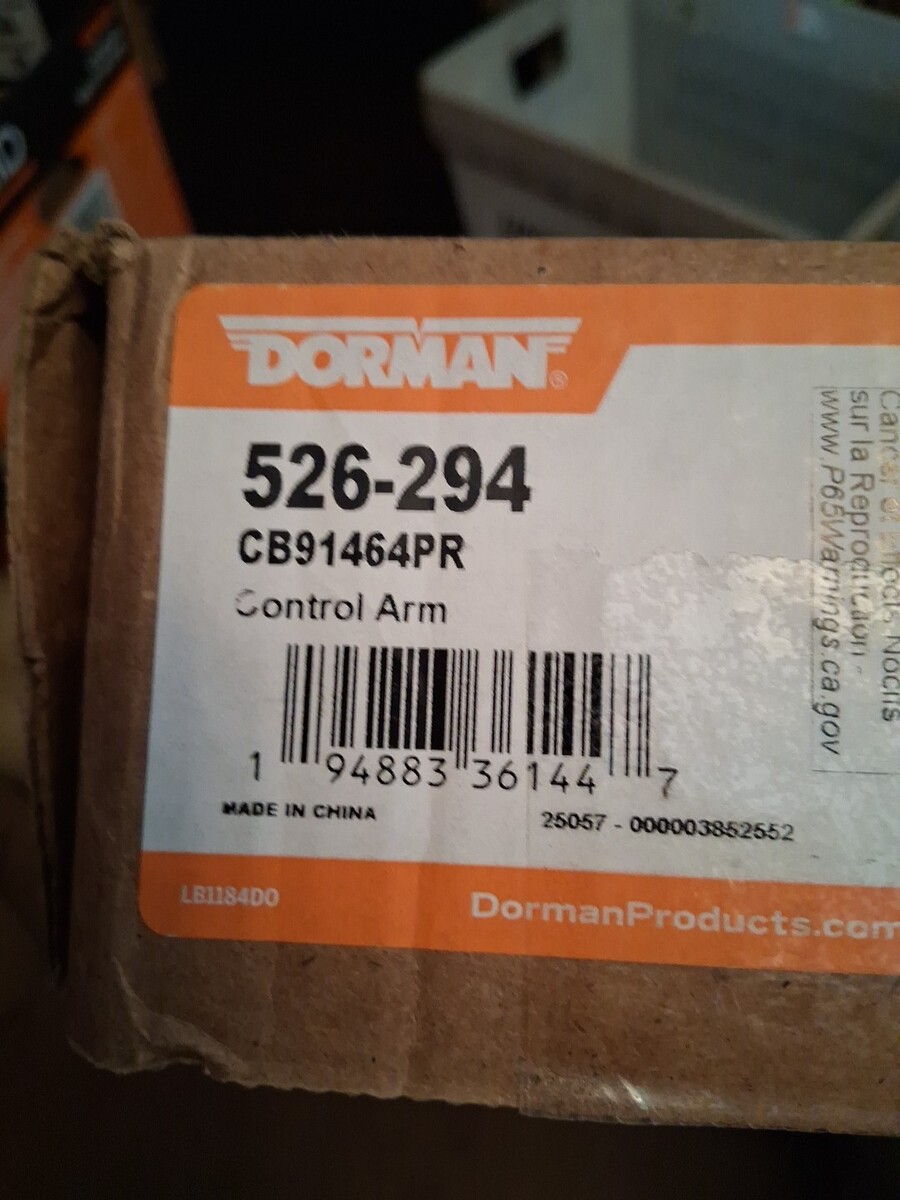 DORMAN®
526-294
CB91464PR
Control Arm
1 94883 36144 7
MADE IN CHINA
25057 - 000003852552
LB1184DO
DormanProducts.com
sur la Reproduction -
www.P65Warnings.ca.gov